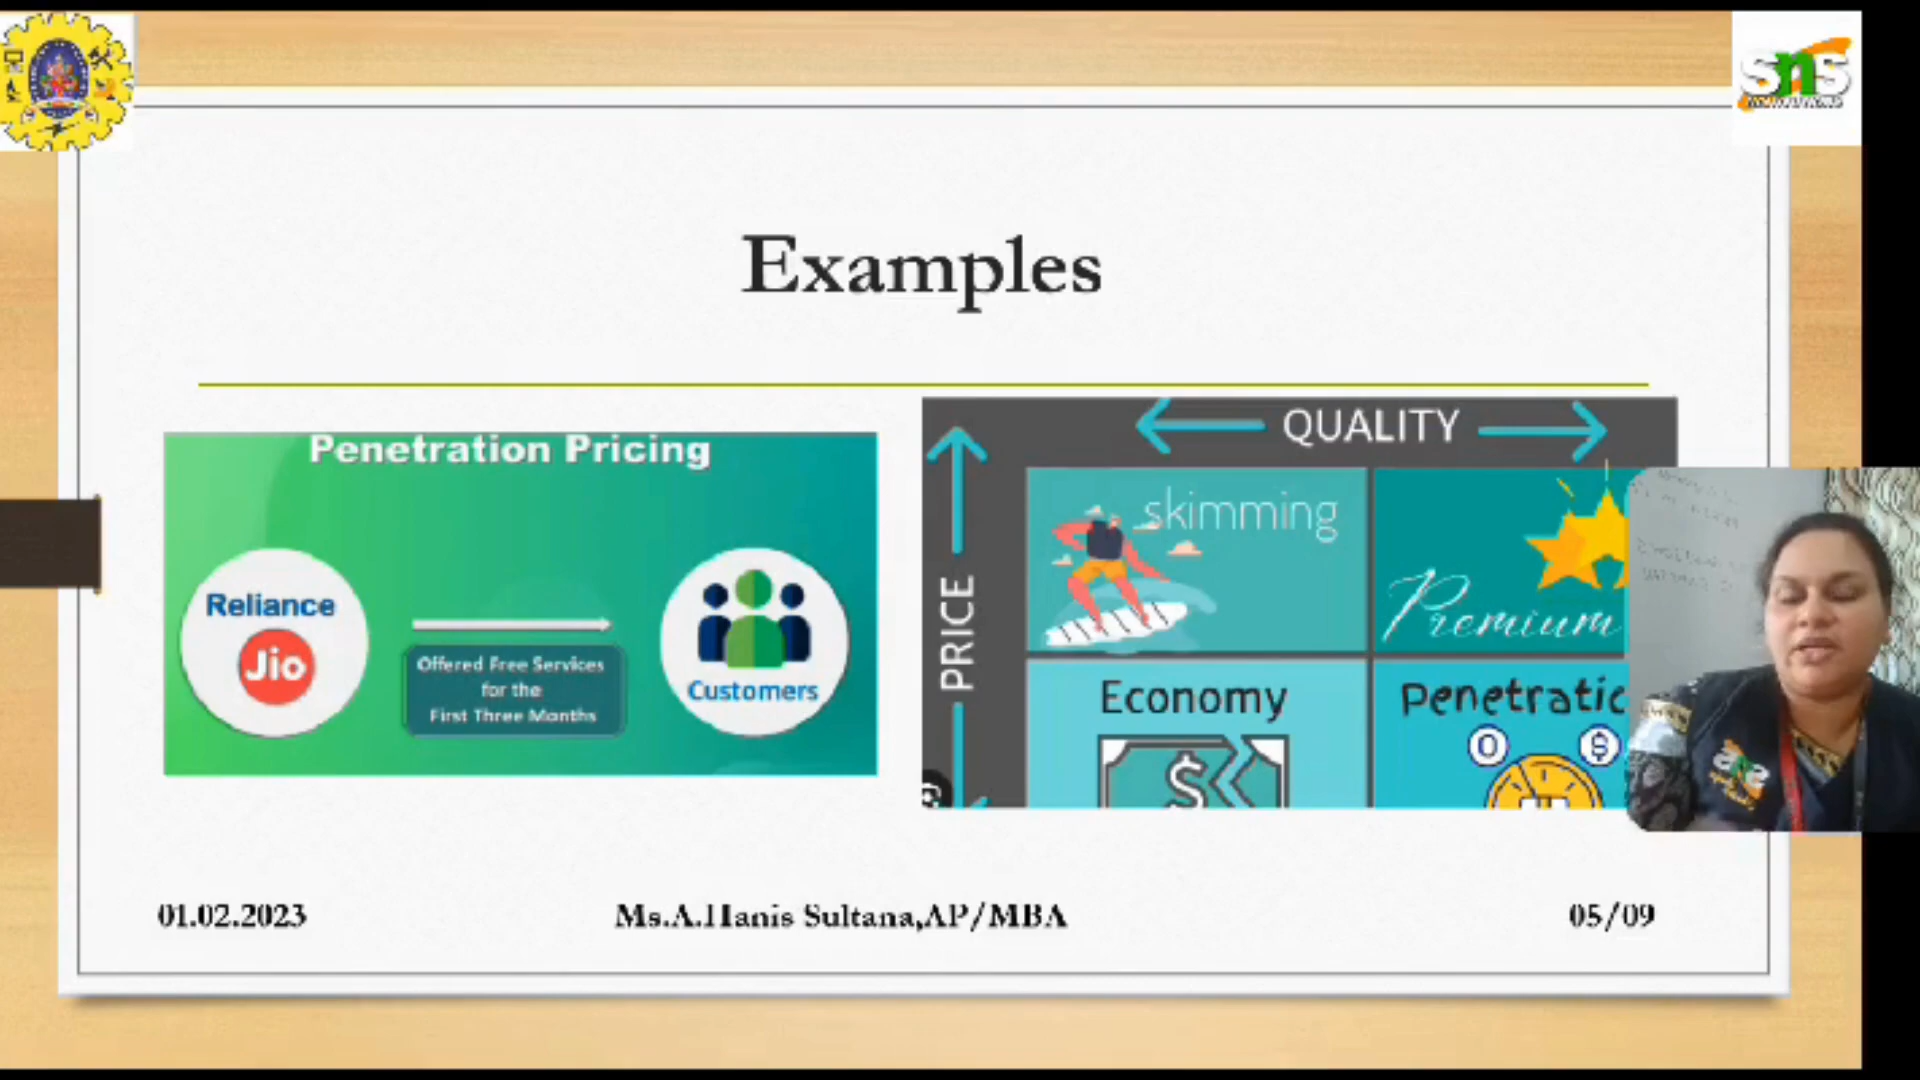 sns
Examples
Penetration Pricing
Reliance
Jio
Offered Free Services
for the
First Three Months
Customers
QUALITY
PRICE
skimming
Premium
Economy
Penetratic
01.02.2023
Ms.A.Hanis Sultana,AP/MBA
05/09